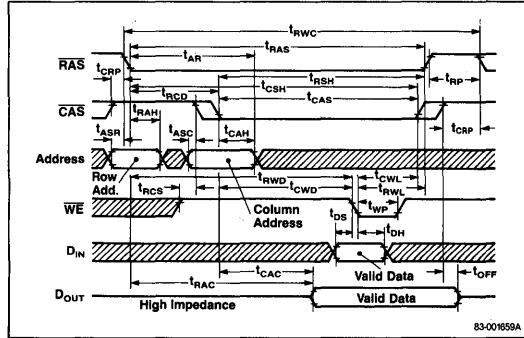 tRWC
tRAS
tAR
RAS
tCRP
tRSH
tRP
tCSH
tRCD
tCAS
CAS
tRAH
tCRP
tASR
tASC
tCAH
Address
Row Add.
Column Address
tRWD
tCWL
tRCS
tCWD
tRWL
WE
tWP
tDS
tDH
DIN
Valid Data
tCAC
tOFF
tRAC
DOUT
High Impedance
Valid Data
83-001659A